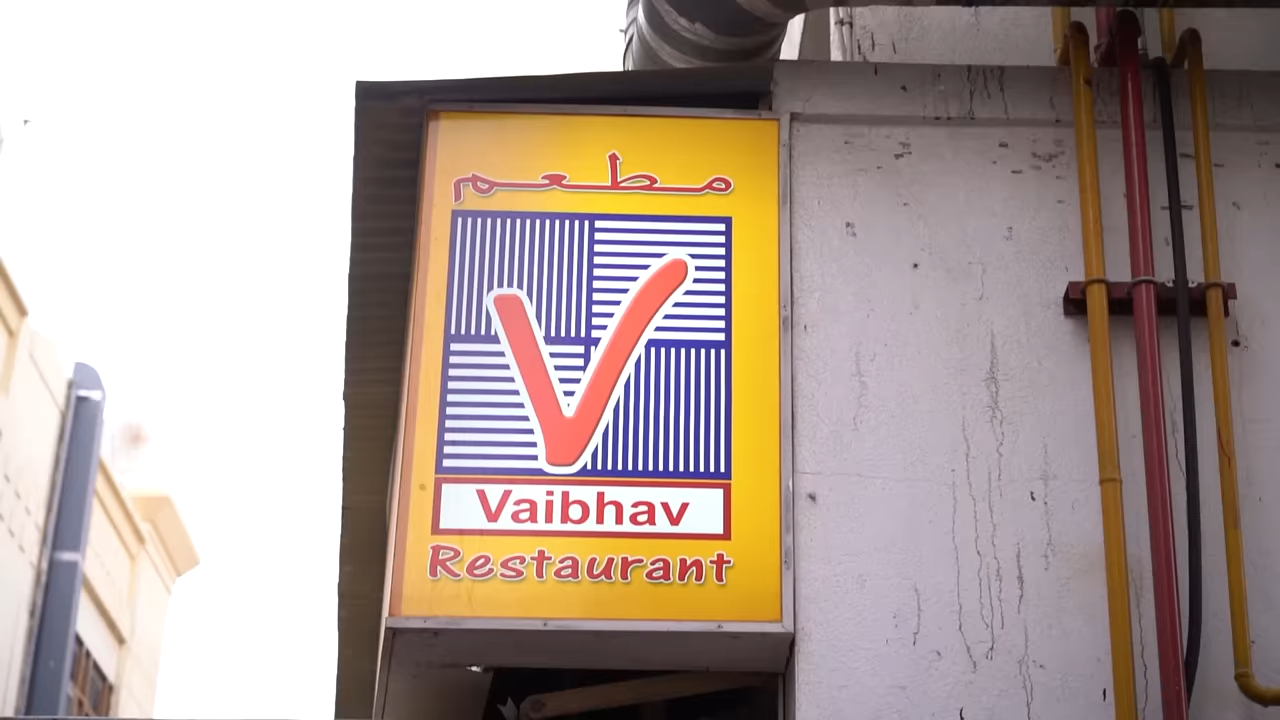 مطعم
V
Vaibhav
Restaurant